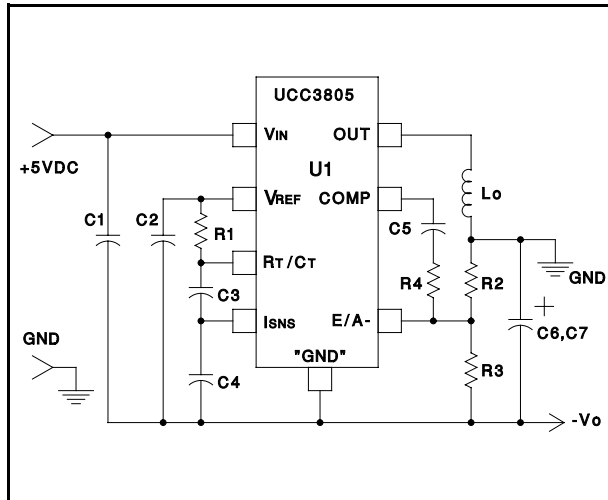 UCC3805
VIN
OUT
U1
+5VDC
VREF
COMP
Lo
C1
C2
R1
C5
RT/CT
R4
R2
GND
C3
ISNS
E/A-
C6,C7
GND
"GND"
C4
R3
-Vo